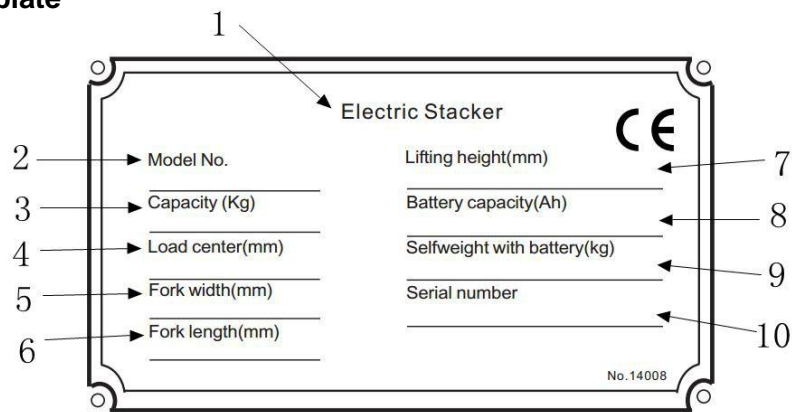 plate
1
Electric Stacker
CE
2
Model No.
Lifting height(mm)
7
3
Capacity (Kg)
Battery capacity(Ah)
8
4
Load center(mm)
Selfweight with battery(kg)
9
5
Fork width(mm)
Serial number
10
6
Fork length(mm)
No.14008